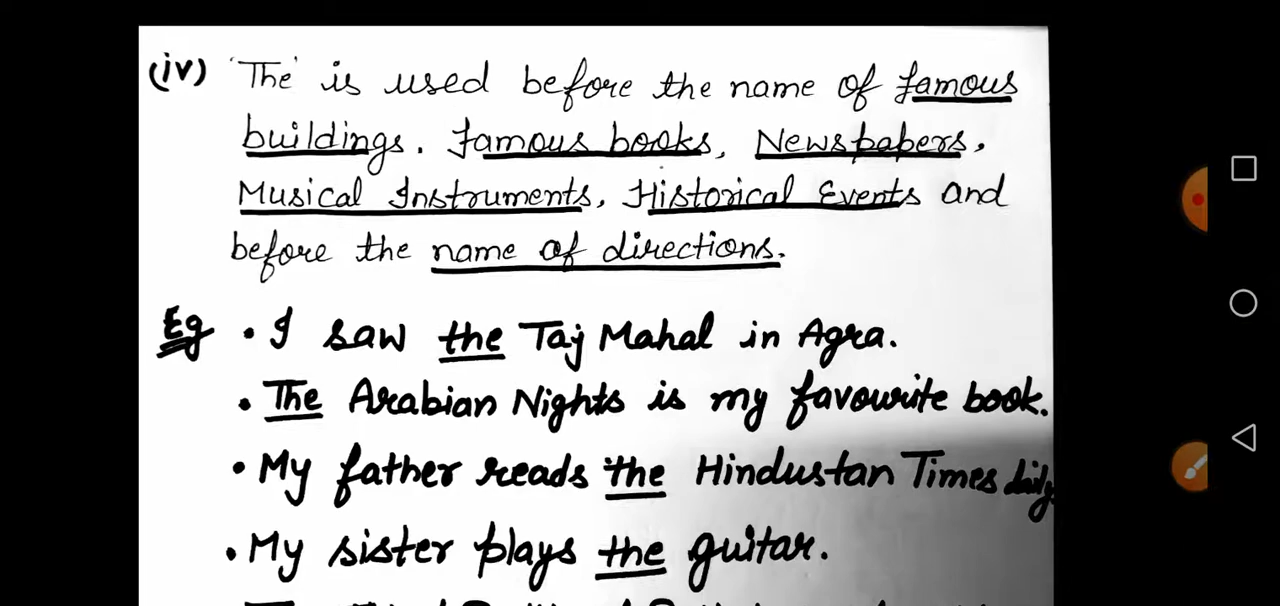 (iv) 'The' is used before the name of famous
buildings. famous books, Newspapers,
Musical Instruments, Historical Events and
before the name of directions.
Eg • I saw the Taj Mahal in Agra.
• The Arabian Nights is my favourite book.
• My father reads the Hindustan Times daily
• My sister plays the guitar.